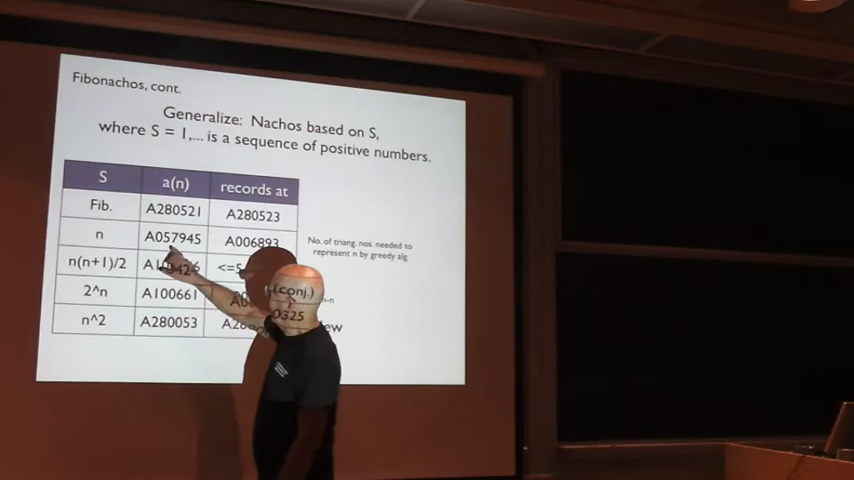 Fibonachos, cont.
Generalize: Nachos based on S,
where S = 1,... is a sequence of positive numbers.
S a(n) records at
Fib. A280521 A280523
n A057945 A006893
No. of triang. nos. needed to
represent n by greedy alg.
n(n+1)/2 <=5
(conj.)
2^n A100661
n^2 A280053 0325